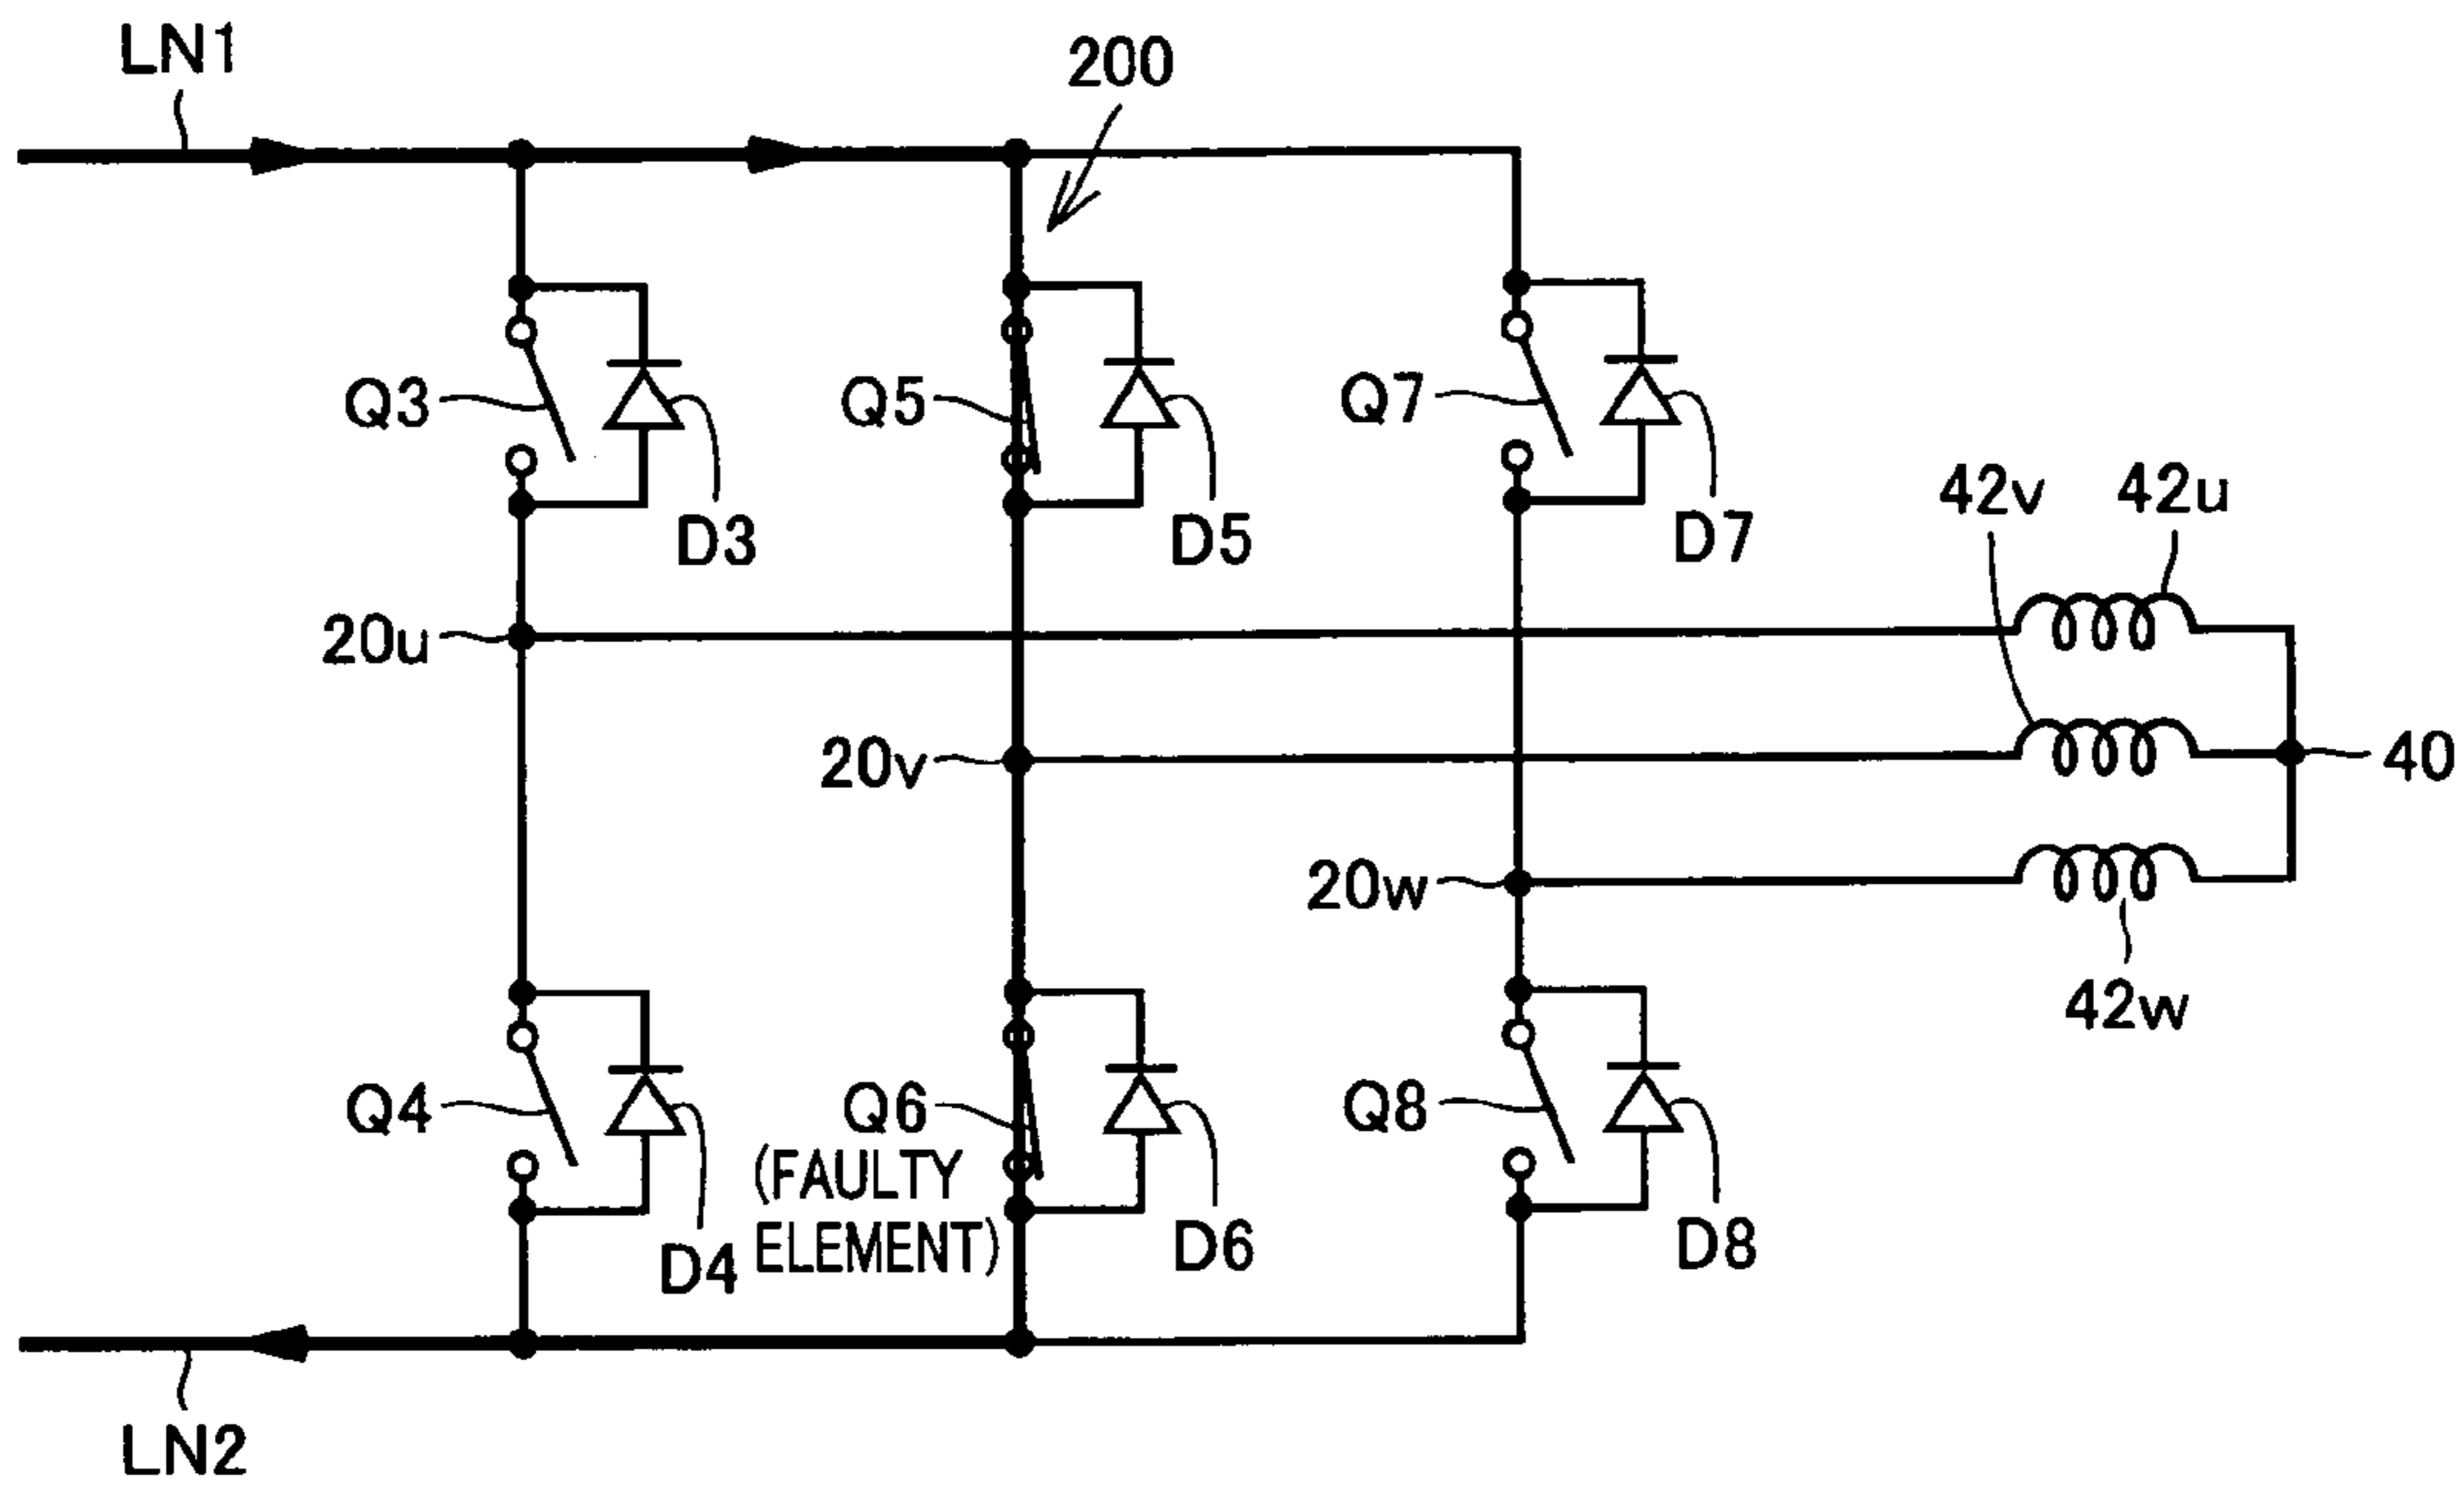 LN1
200
Q3
Q5
Q7
42v
42u
D3
D5
D7
20u
20v
40
20w
42w
Q4
Q6
Q8
(FAULTY
ELEMENT)
D4
D6
D8
LN2